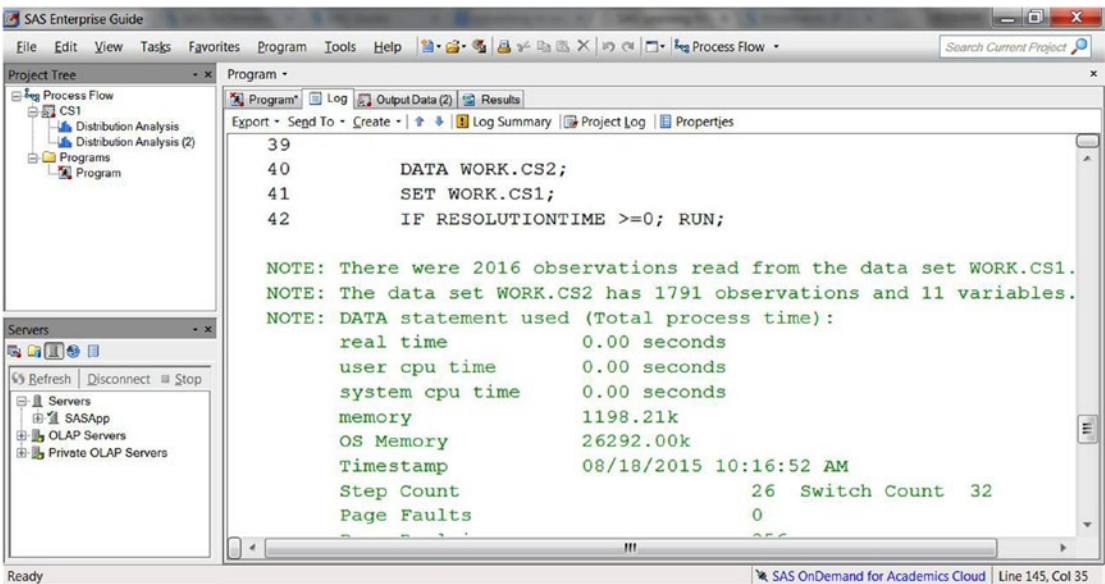 SAS Enterprise Guide
File Edit View Tasks Favorites Program Tools Help Process Flow Search Current Project
Project Tree
Process Flow
CS1
Distribution Analysis
Distribution Analysis (2)
Programs
Program
Servers
Refresh Disconnect Stop
Servers
SASApp
OLAP Servers
Private OLAP Servers
Program
Program* Log Output Data (2) Results
Export Send To Create Log Summary Project Log Properties
39
40 DATA WORK.CS2;
41 SET WORK.CS1;
42 IF RESOLUTIONTIME >=0; RUN;
NOTE: There were 2016 observations read from the data set WORK.CS1.
NOTE: The data set WORK.CS2 has 1791 observations and 11 variables.
NOTE: DATA statement used (Total process time):
real time 0.00 seconds
user cpu time 0.00 seconds
system cpu time 0.00 seconds
memory 1198.21k
OS Memory 26292.00k
Timestamp 08/18/2015 10:16:52 AM
Step Count 26 Switch Count 32
Page Faults 0
Ready SAS OnDemand for Academics Cloud Line 145, Col 35